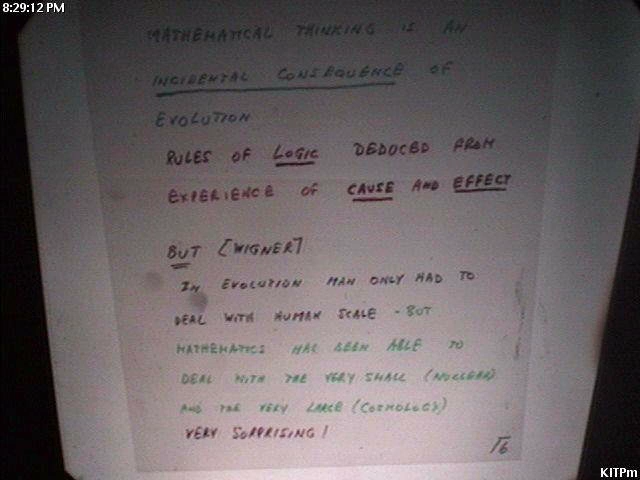 8:29:12 PM
MATHEMATICAL THINKING IS AN
INCIDENTAL CONSEQUENCE OF
EVOLUTION
RULES OF LOGIC DEDUCED FROM
EXPERIENCE OF CAUSE AND EFFECT
BUT [WIGNER]
IN EVOLUTION MAN ONLY HAD TO
DEAL WITH HUMAN SCALE - BUT
MATHEMATICS HAS BEEN ABLE TO
DEAL WITH THE VERY SMALL (NUCLEAR)
AND THE VERY LARGE (COSMOLOGY)
VERY SURPRISING!
16
KITPm